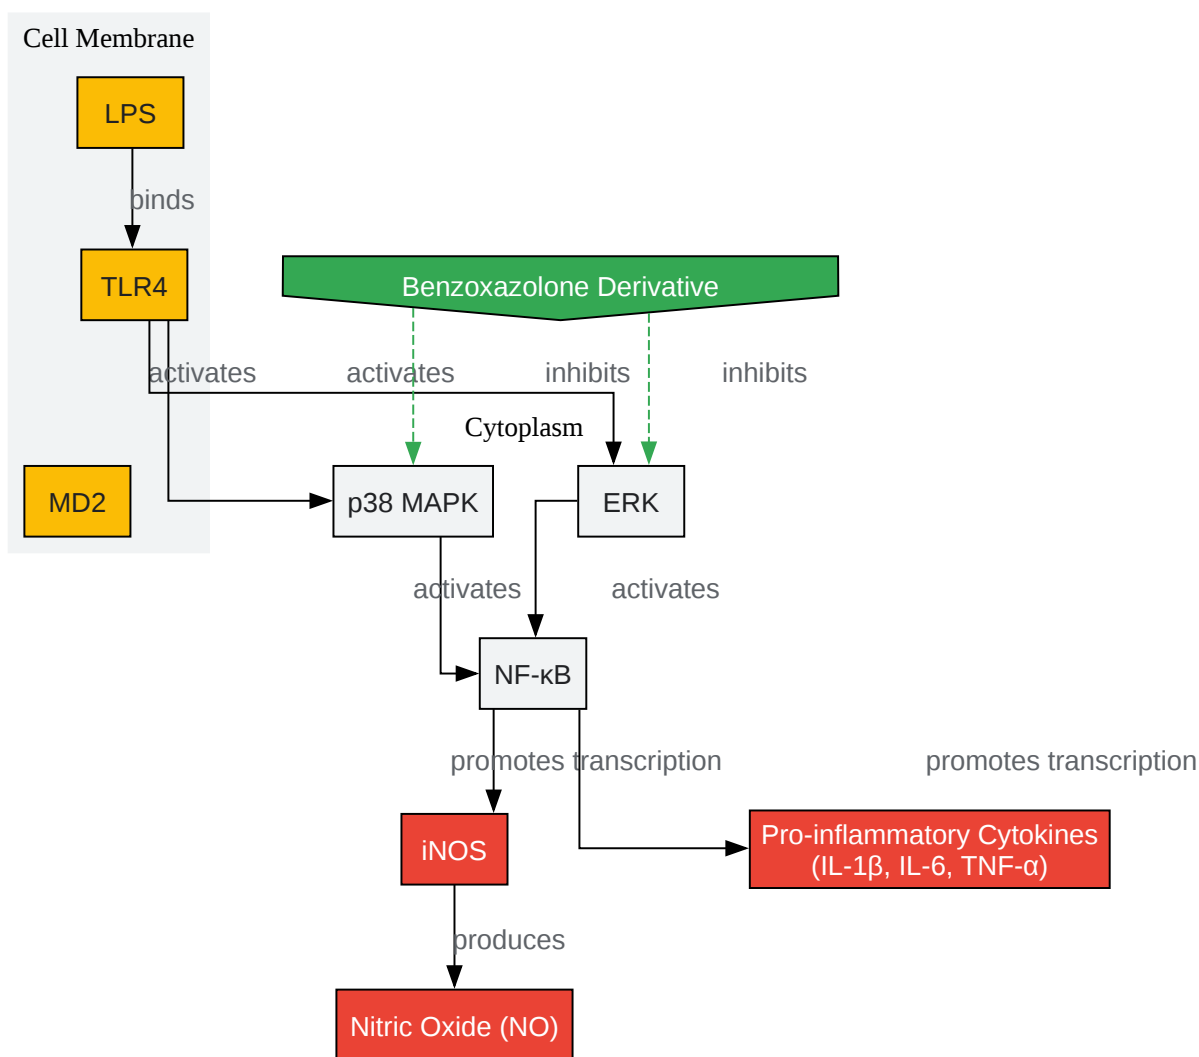 Cell Membrane
LPS
binds
TLR4
Benzoxazolone Derivative
activates
activates
inhibits
inhibits
Cytoplasm
MD2
p38 MAPK
ERK
activates
activates
NF-κB
promotes transcription
promotes transcription
iNOS
Pro-inflammatory Cytokines
(IL-1β, IL-6, TNF-α)
produces
Nitric Oxide (NO)